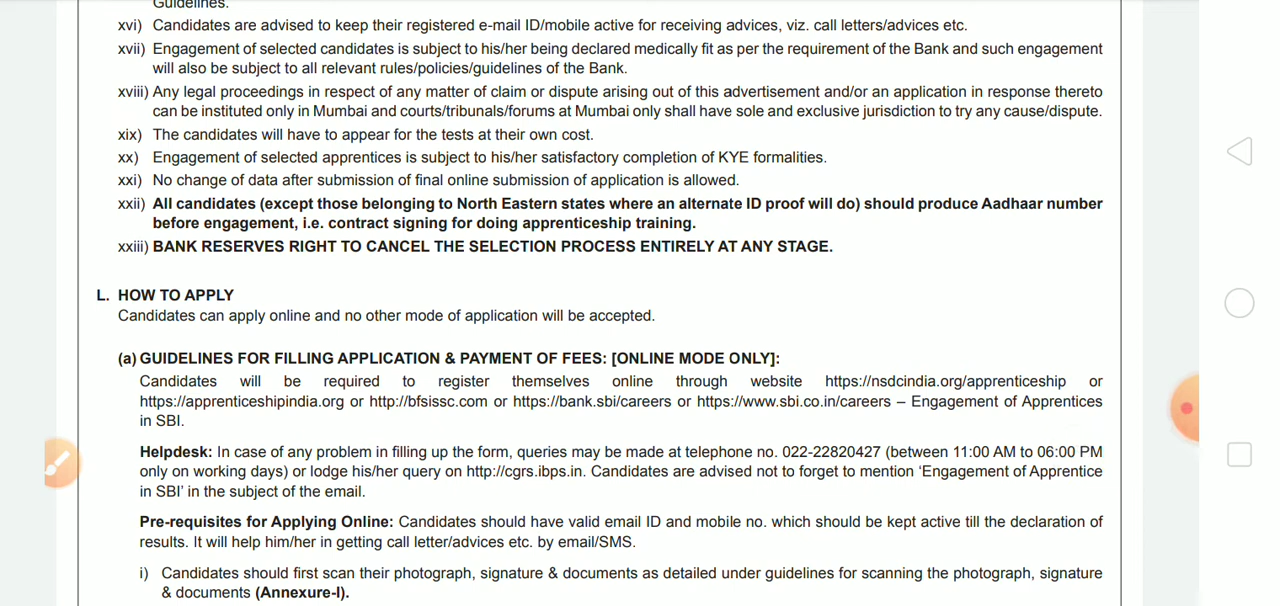 Guidelines.
xvi) Candidates are advised to keep their registered e-mail ID/mobile active for receiving advices, viz. call letters/advices etc.
xvii) Engagement of selected candidates is subject to his/her being declared medically fit as per the requirement of the Bank and such engagement
will also be subject to all relevant rules/policies/guidelines of the Bank.
xviii) Any legal proceedings in respect of any matter of claim or dispute arising out of this advertisement and/or an application in response thereto
can be instituted only in Mumbai and courts/tribunals/forums at Mumbai only shall have sole and exclusive jurisdiction to try any cause/dispute.
xix) The candidates will have to appear for the tests at their own cost.
xx) Engagement of selected apprentices is subject to his/her satisfactory completion of KYE formalities.
xxi) No change of data after submission of final online submission of application is allowed.
xxii) All candidates (except those belonging to North Eastern states where an alternate ID proof will do) should produce Aadhaar number
before engagement, i.e. contract signing for doing apprenticeship training.
xxiii) BANK RESERVES RIGHT TO CANCEL THE SELECTION PROCESS ENTIRELY AT ANY STAGE.
L. HOW TO APPLY
Candidates can apply online and no other mode of application will be accepted.
(a) GUIDELINES FOR FILLING APPLICATION & PAYMENT OF FEES: [ONLINE MODE ONLY]:
Candidates will be required to register themselves online through website https://nsdcindia.org/apprenticeship or
https://apprenticeshipindia.org or http://bfsissc.com or https://bank.sbi/careers or https://www.sbi.co.in/careers – Engagement of Apprentices
in SBI.
Helpdesk: In case of any problem in filling up the form, queries may be made at telephone no. 022-22820427 (between 11:00 AM to 06:00 PM
only on working days) or lodge his/her query on http://cgrs.ibps.in. Candidates are advised not to forget to mention ‘Engagement of Apprentice
in SBI’ in the subject of the email.
Pre-requisites for Applying Online: Candidates should have valid email ID and mobile no. which should be kept active till the declaration of
results. It will help him/her in getting call letter/advices etc. by email/SMS.
i) Candidates should first scan their photograph, signature & documents as detailed under guidelines for scanning the photograph, signature
& documents (Annexure-I).